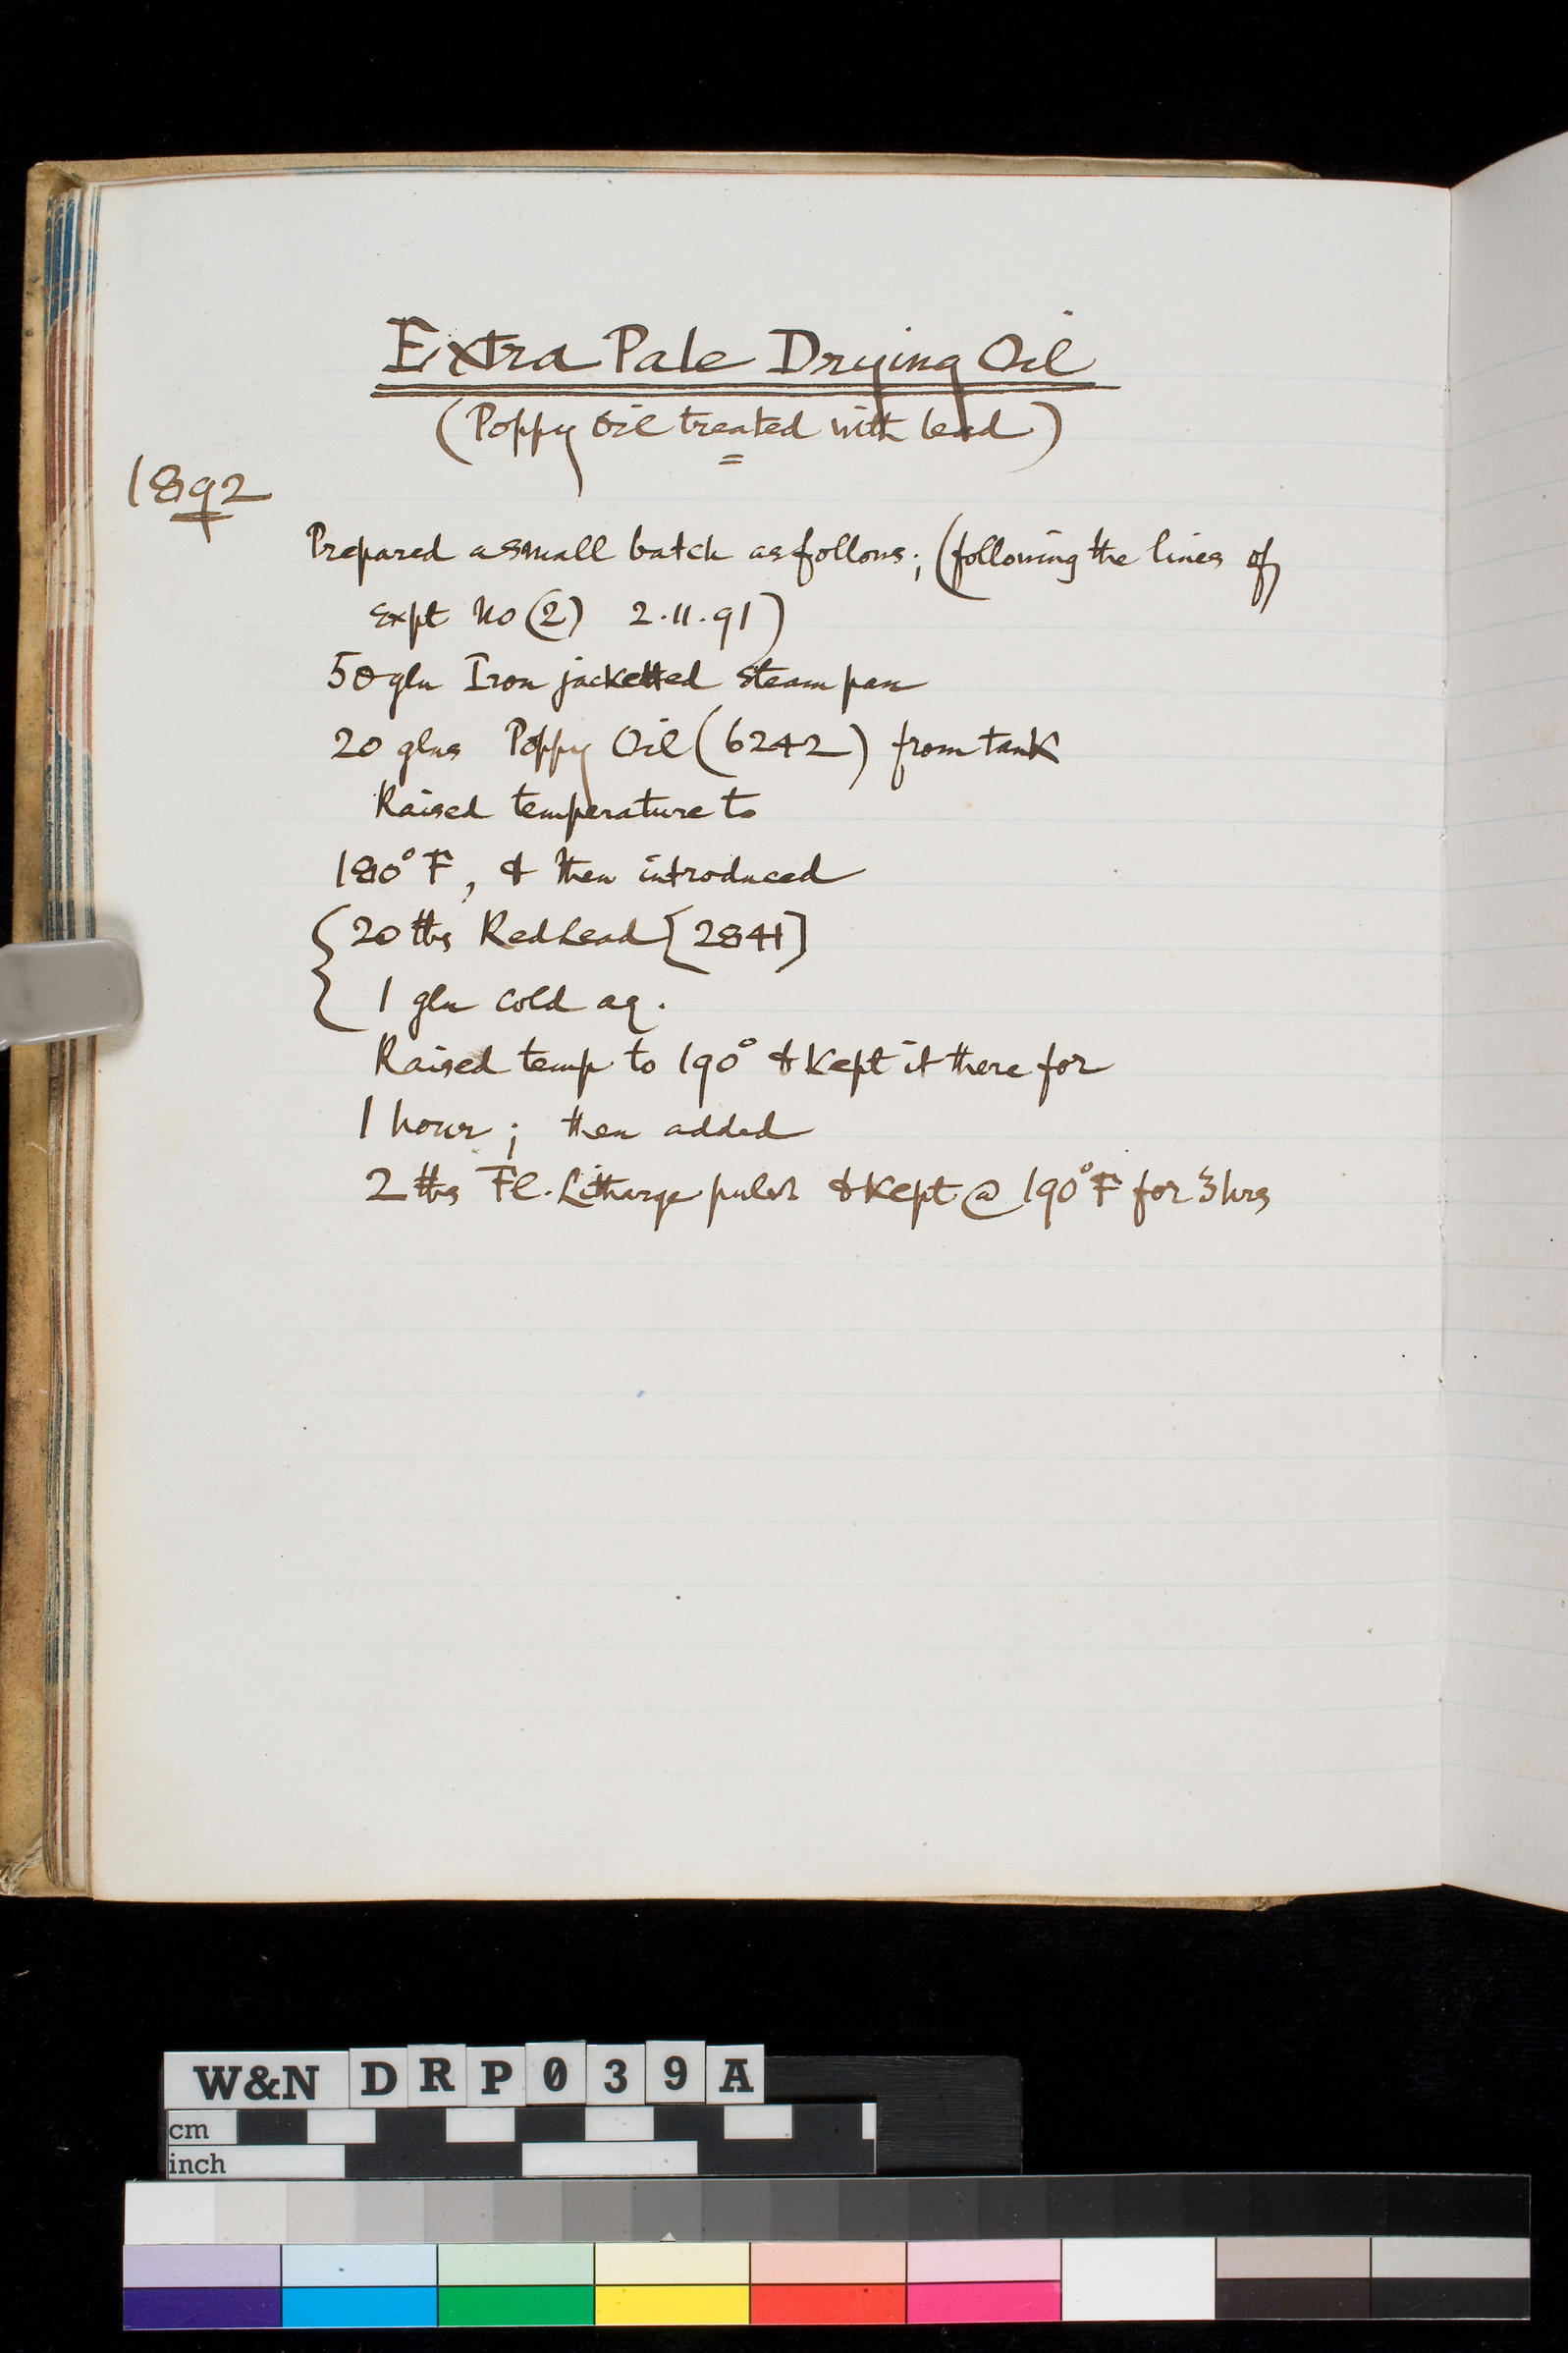 Extra Pale Drying Oil
(Poppy Oil treated with lead)
1892
Prepared a small batch as follows; (following the lines of
Expt No (2) 2.11.91)
50 gln Iron jacketted steam pan
20 glns Poppy Oil (6242) from tank
Raised temperature to
180° F, & then introduced
20 lbs Red Lead [2841]
1 gln cold aq.
Raised temp to 190° & kept it there for
1 hour; then added
2 lbs Fl. Litharge pulv & kept @ 190° F for 3 hrs
W&N DRP039A
cm
inch